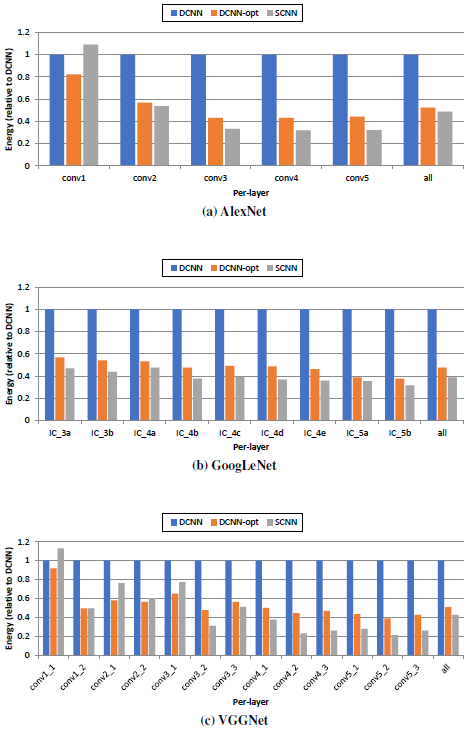 DCNN DCNN-opt SCNN
Energy (relative to DCNN)
1.2
1
0.8
0.6
0.4
0.2
0
conv1 conv2 conv3 conv4 conv5 all
Per-layer
(a) AlexNet
DCNN DCNN-opt SCNN
Energy (relative to DCNN)
1.2
1
0.8
0.6
0.4
0.2
0
IC_3a IC_3b IC_4a IC_4b IC_4c IC_4d IC_4e IC_5a IC_5b all
Per-layer
(b) GoogLeNet
DCNN DCNN-opt SCNN
Energy (relative to DCNN)
1.2
1
0.8
0.6
0.4
0.2
0
conv1_1 conv1_2 conv2_1 conv2_2 conv3_1 conv3_2 conv3_3 conv4_1 conv4_2 conv4_3 conv5_1 conv5_2 conv5_3 all
Per-layer
(c) VGGNet